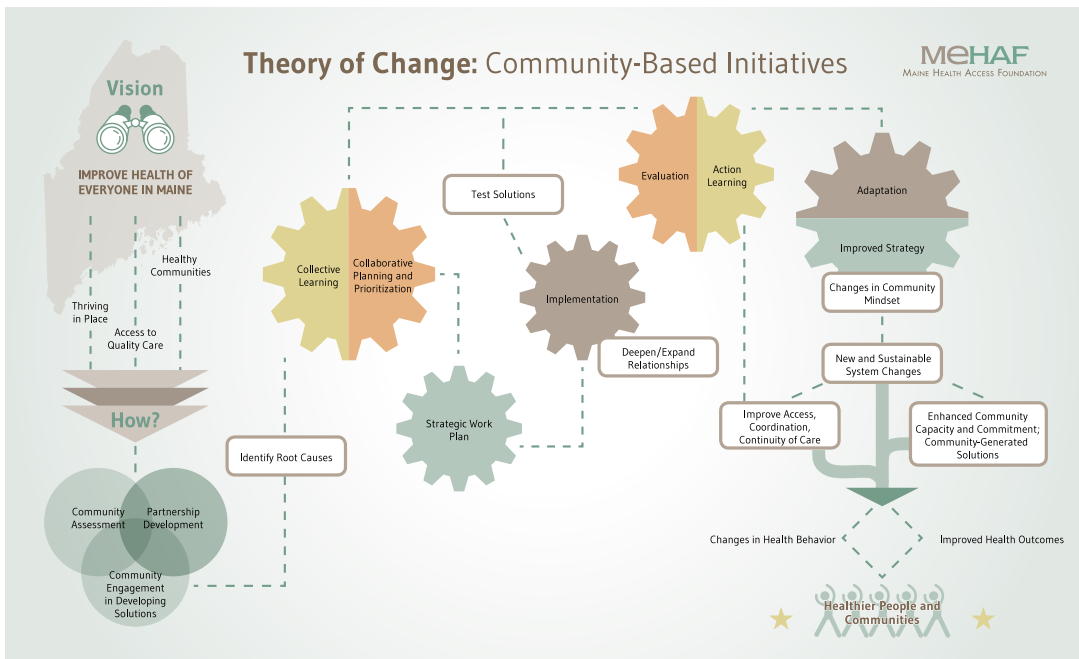 Theory of Change: Community-Based Initiatives
MeHAF
Maine Health Access Foundation
Vision
IMPROVE HEALTH OF
EVERYONE IN MAINE
Healthy
Communities
Thriving
in Place
Access to
Quality Care
How?
Community
Assessment
Partnership
Development
Community
Engagement
in Developing
Solutions
Identify Root Causes
Collective
Learning
Collaborative
Planning and
Prioritization
Strategic Work
Plan
Test Solutions
Implementation
Deepen/Expand
Relationships
Evaluation
Action
Learning
Adaptation
Improved Strategy
Changes in Community
Mindset
New and Sustainable
System Changes
Improve Access,
Coordination,
Continuity of Care
Enhanced Community
Capacity and Commitment;
Community-Generated
Solutions
Changes in Health Behavior
Improved Health Outcomes
Healthier People and
Communities